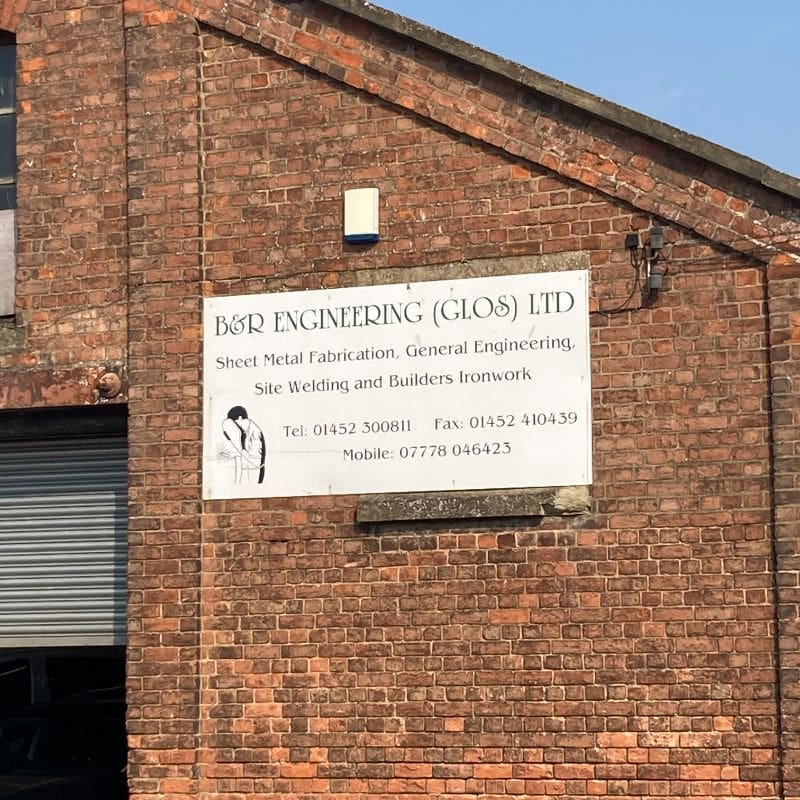 B&R ENGINEERING (GLOS) LTD
Sheet Metal Fabrication, General Engineering,
Site Welding and Builders Ironwork
Tel: 01452 300811 Fax: 01452 410439
Mobile: 07778 046423